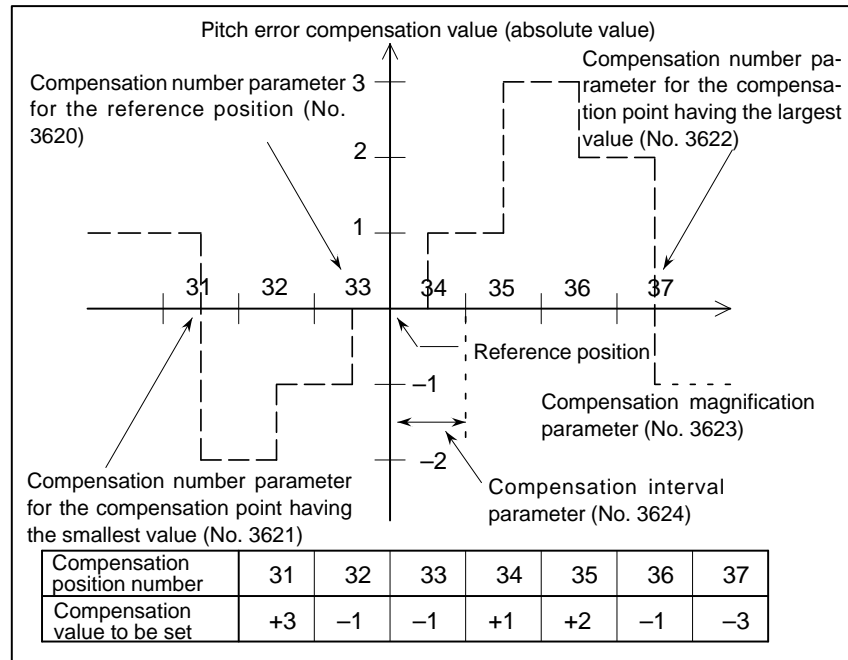 Pitch error compensation value (absolute value)
Compensation number parameter
for the reference position (No.
3620)
Compensation number pa-
rameter for the compensa-
tion point having the largest
value (No. 3622)
3
2
1
31 32 33 34 35 36 37
Reference position
–1
–2
Compensation magnification
parameter (No. 3623)
Compensation number parameter
for the compensation point having
the smallest value (No. 3621)
Compensation interval
parameter (No. 3624)
Compensation
position number
31 32 33 34 35 36 37
Compensation
value to be set
+3 –1 –1 +1 +2 –1 –3